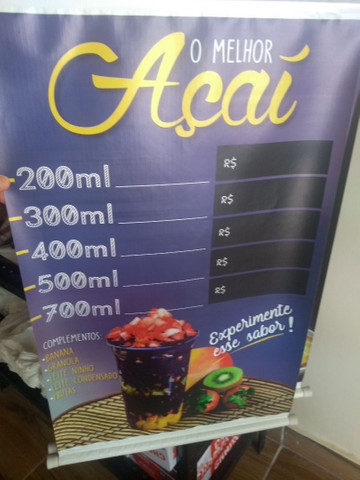 O MELHOR
Açaí
200ml R$
300ml R$
400ml R$
500ml R$
700ml R$
COMPLEMENTOS:
BANANA
GRANOLA
LEITE NINHO
LEITE CONDENSADO
FRUTAS
Experimente
esse sabor!